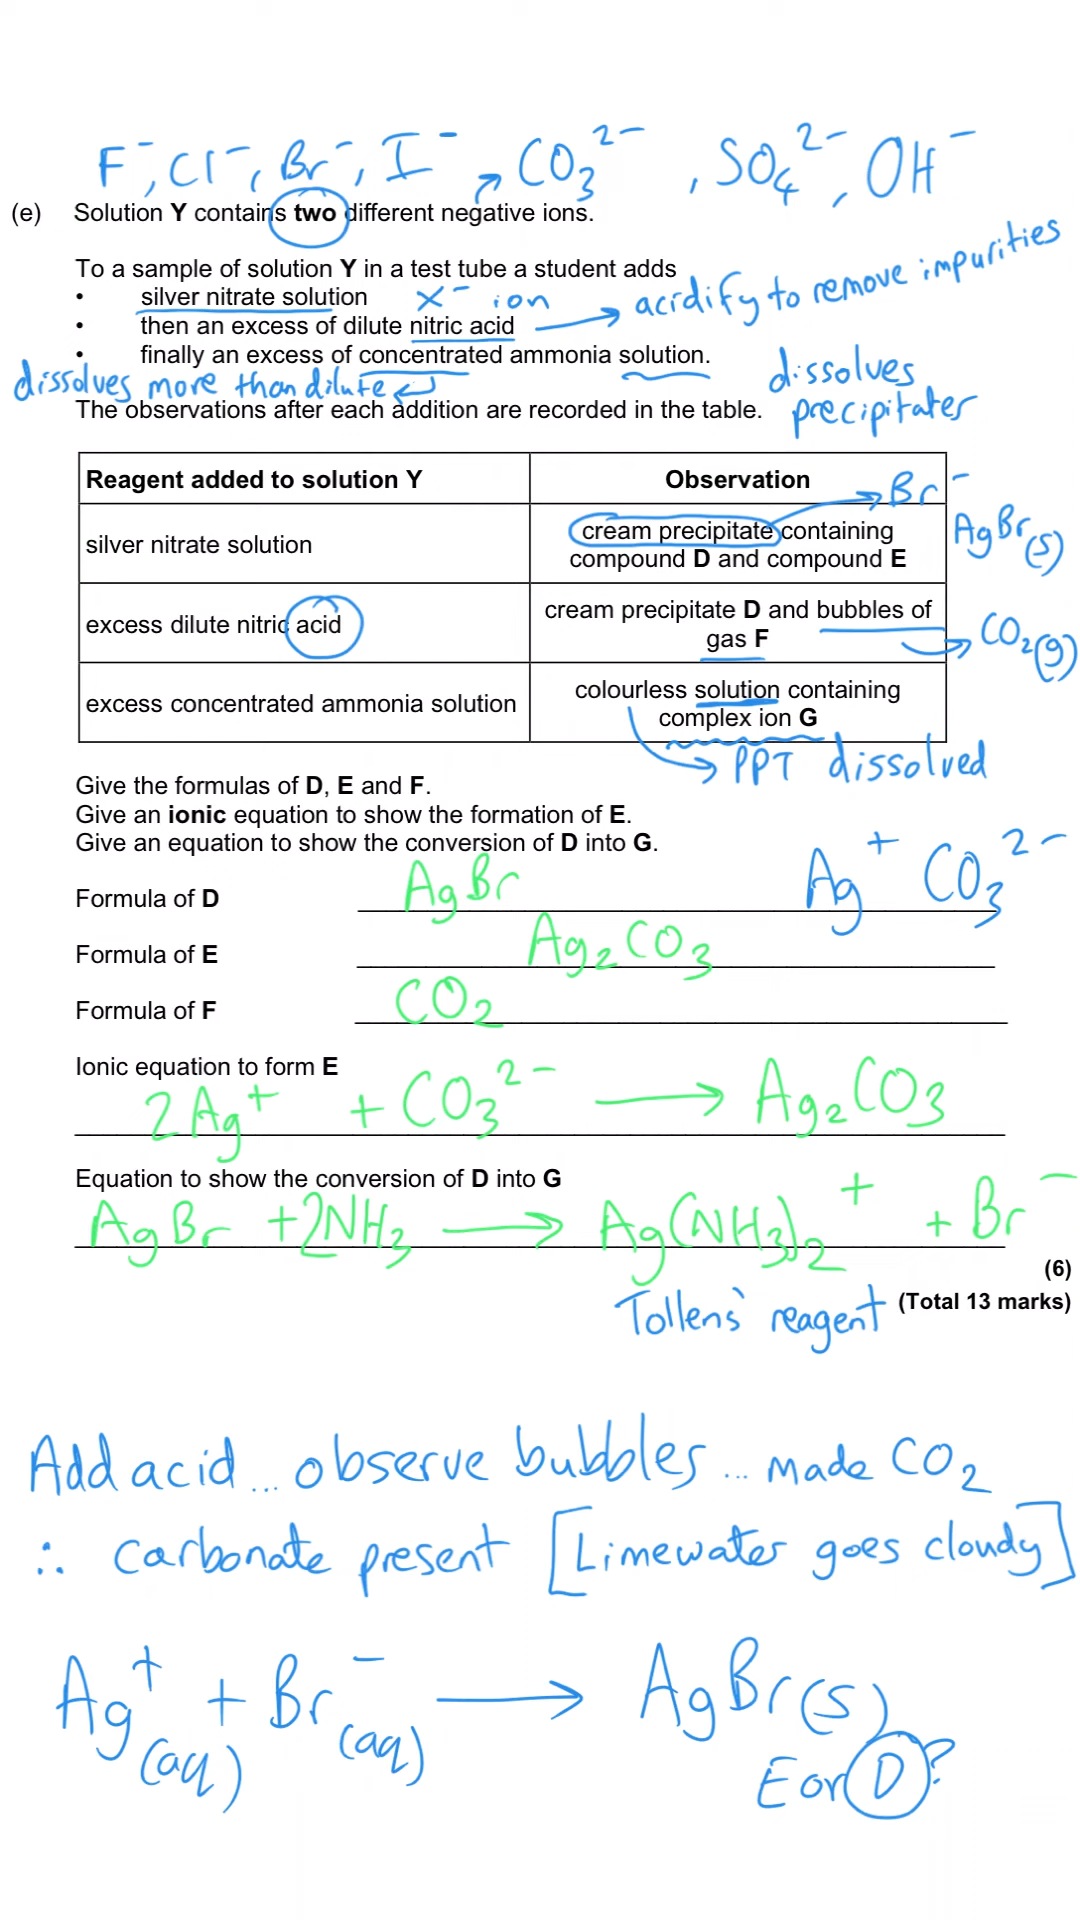 F⁻, Cl⁻, Br⁻, I⁻, CO₃²⁻, SO₄²⁻, OH⁻
(e) Solution Y contains two different negative ions.
To a sample of solution Y in a test tube a student adds
• silver nitrate solution X⁻ ion
acidify to remove impurities
• then an excess of dilute nitric acid →
• finally an excess of concentrated ammonia solution.
dissolves precipitates
dissolves more than dilute
The observations after each addition are recorded in the table.
Reagent added to solution Y Observation
→ Br⁻
silver nitrate solution cream precipitate containing compound D and compound E
AgBr(s)
excess dilute nitric acid cream precipitate D and bubbles of gas F
→ CO₂(g)
excess concentrated ammonia solution colourless solution containing complex ion G
→ PPT dissolved
Give the formulas of D, E and F.
Give an ionic equation to show the formation of E.
Give an equation to show the conversion of D into G.
Ag⁺ CO₃²⁻
Formula of D AgBr
Formula of E Ag₂CO₃
Formula of F CO₂
Ionic equation to form E
2Ag⁺ + CO₃²⁻ → Ag₂CO₃
Equation to show the conversion of D into G
AgBr + 2NH₃ → Ag(NH₃)₂⁺ + Br⁻
(6)
Tollens' reagent
(Total 13 marks)
Add acid... observe bubbles... made CO₂
∴ carbonate present [Limewater goes cloudy]
Ag⁺(aq) + Br⁻(aq) → AgBr(s)
E or D?